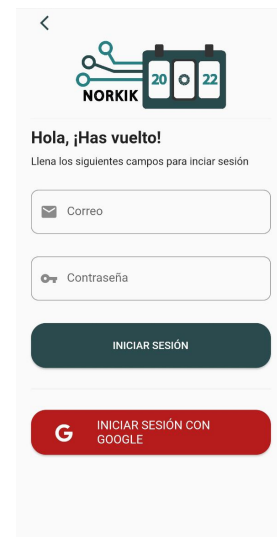 NORKIK
20 22
Hola, ¡Has vuelto!
Llena los siguientes campos para inciar sesión
Correo
Contraseña
INICIAR SESIÓN
INICIAR SESIÓN CON
GOOGLE